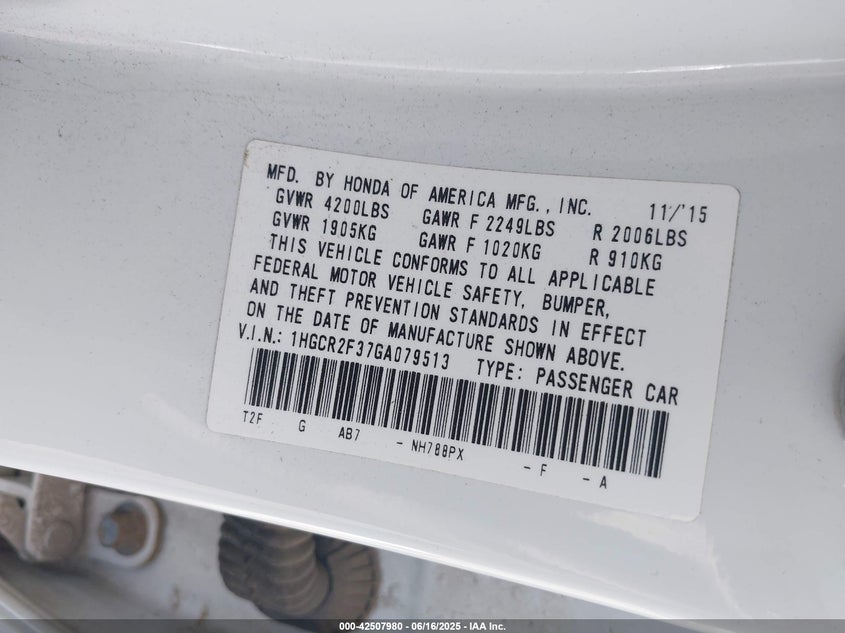 MFD. BY HONDA OF AMERICA MFG., INC. 11/'15
GVWR 4200LBS GAWR F 2249LBS R 2006LBS
GVWR 1905KG GAWR F 1020KG R 910KG
THIS VEHICLE CONFORMS TO ALL APPLICABLE
FEDERAL MOTOR VEHICLE SAFETY, BUMPER,
AND THEFT PREVENTION STANDARDS IN EFFECT
ON THE DATE OF MANUFACTURE SHOWN ABOVE.
V.I.N.: 1HGCR2F37GA079513 TYPE: PASSENGER CAR
T2F G AB7 - NH788PX - F - A
000-42507980 - 06/16/2025 - IAA Inc.